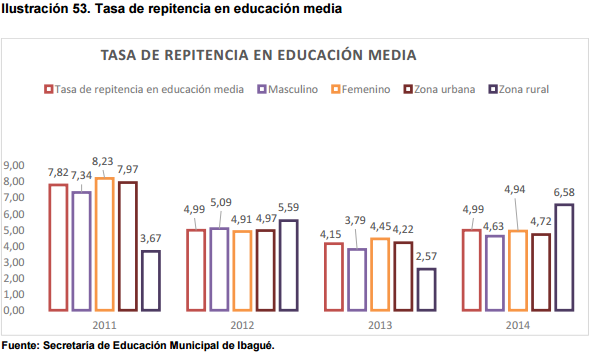 Ilustración 53. Tasa de repitencia en educación media
TASA DE REPITENCIA EN EDUCACIÓN MEDIA
Tasa de repitencia en educación media Masculino Femenino Zona urbana Zona rural
9,00
8,00
7,00
6,00
5,00
4,00
3,00
2,00
1,00
0,00
7,82 7,34 8,23 7,97 3,67
4,99 5,09 4,91 4,97 5,59
4,15 3,79 4,45 4,22 2,57
4,99 4,63 4,94 4,72 6,58
2011 2012 2013 2014
Fuente: Secretaria de Educación Municipal de Ibagué.